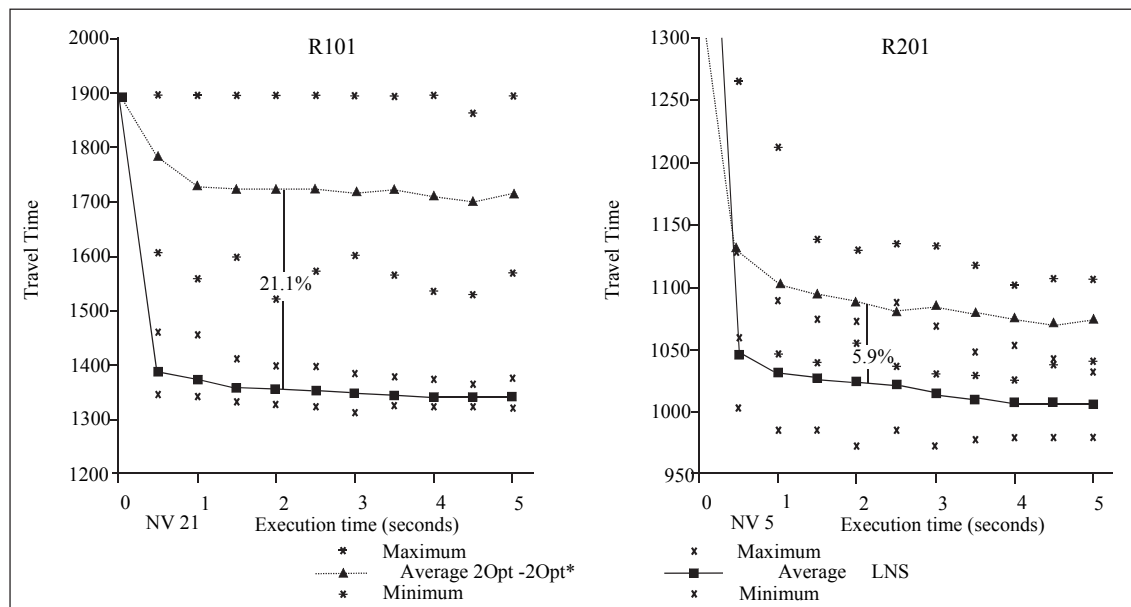 R101
Travel Time
2000
1900
1800
1700
1600
1500
1400
1300
1200
21.1%
0 1 2 3 4 5
NV 21 Execution time (seconds)
R201
Travel Time
1300
1250
1200
1150
1100
1050
1000
950
5.9%
0 1 2 3 4 5
NV 5 Execution time (seconds)
Maximum
Average 2Opt -2Opt*
Minimum
Maximum
Average LNS
Minimum